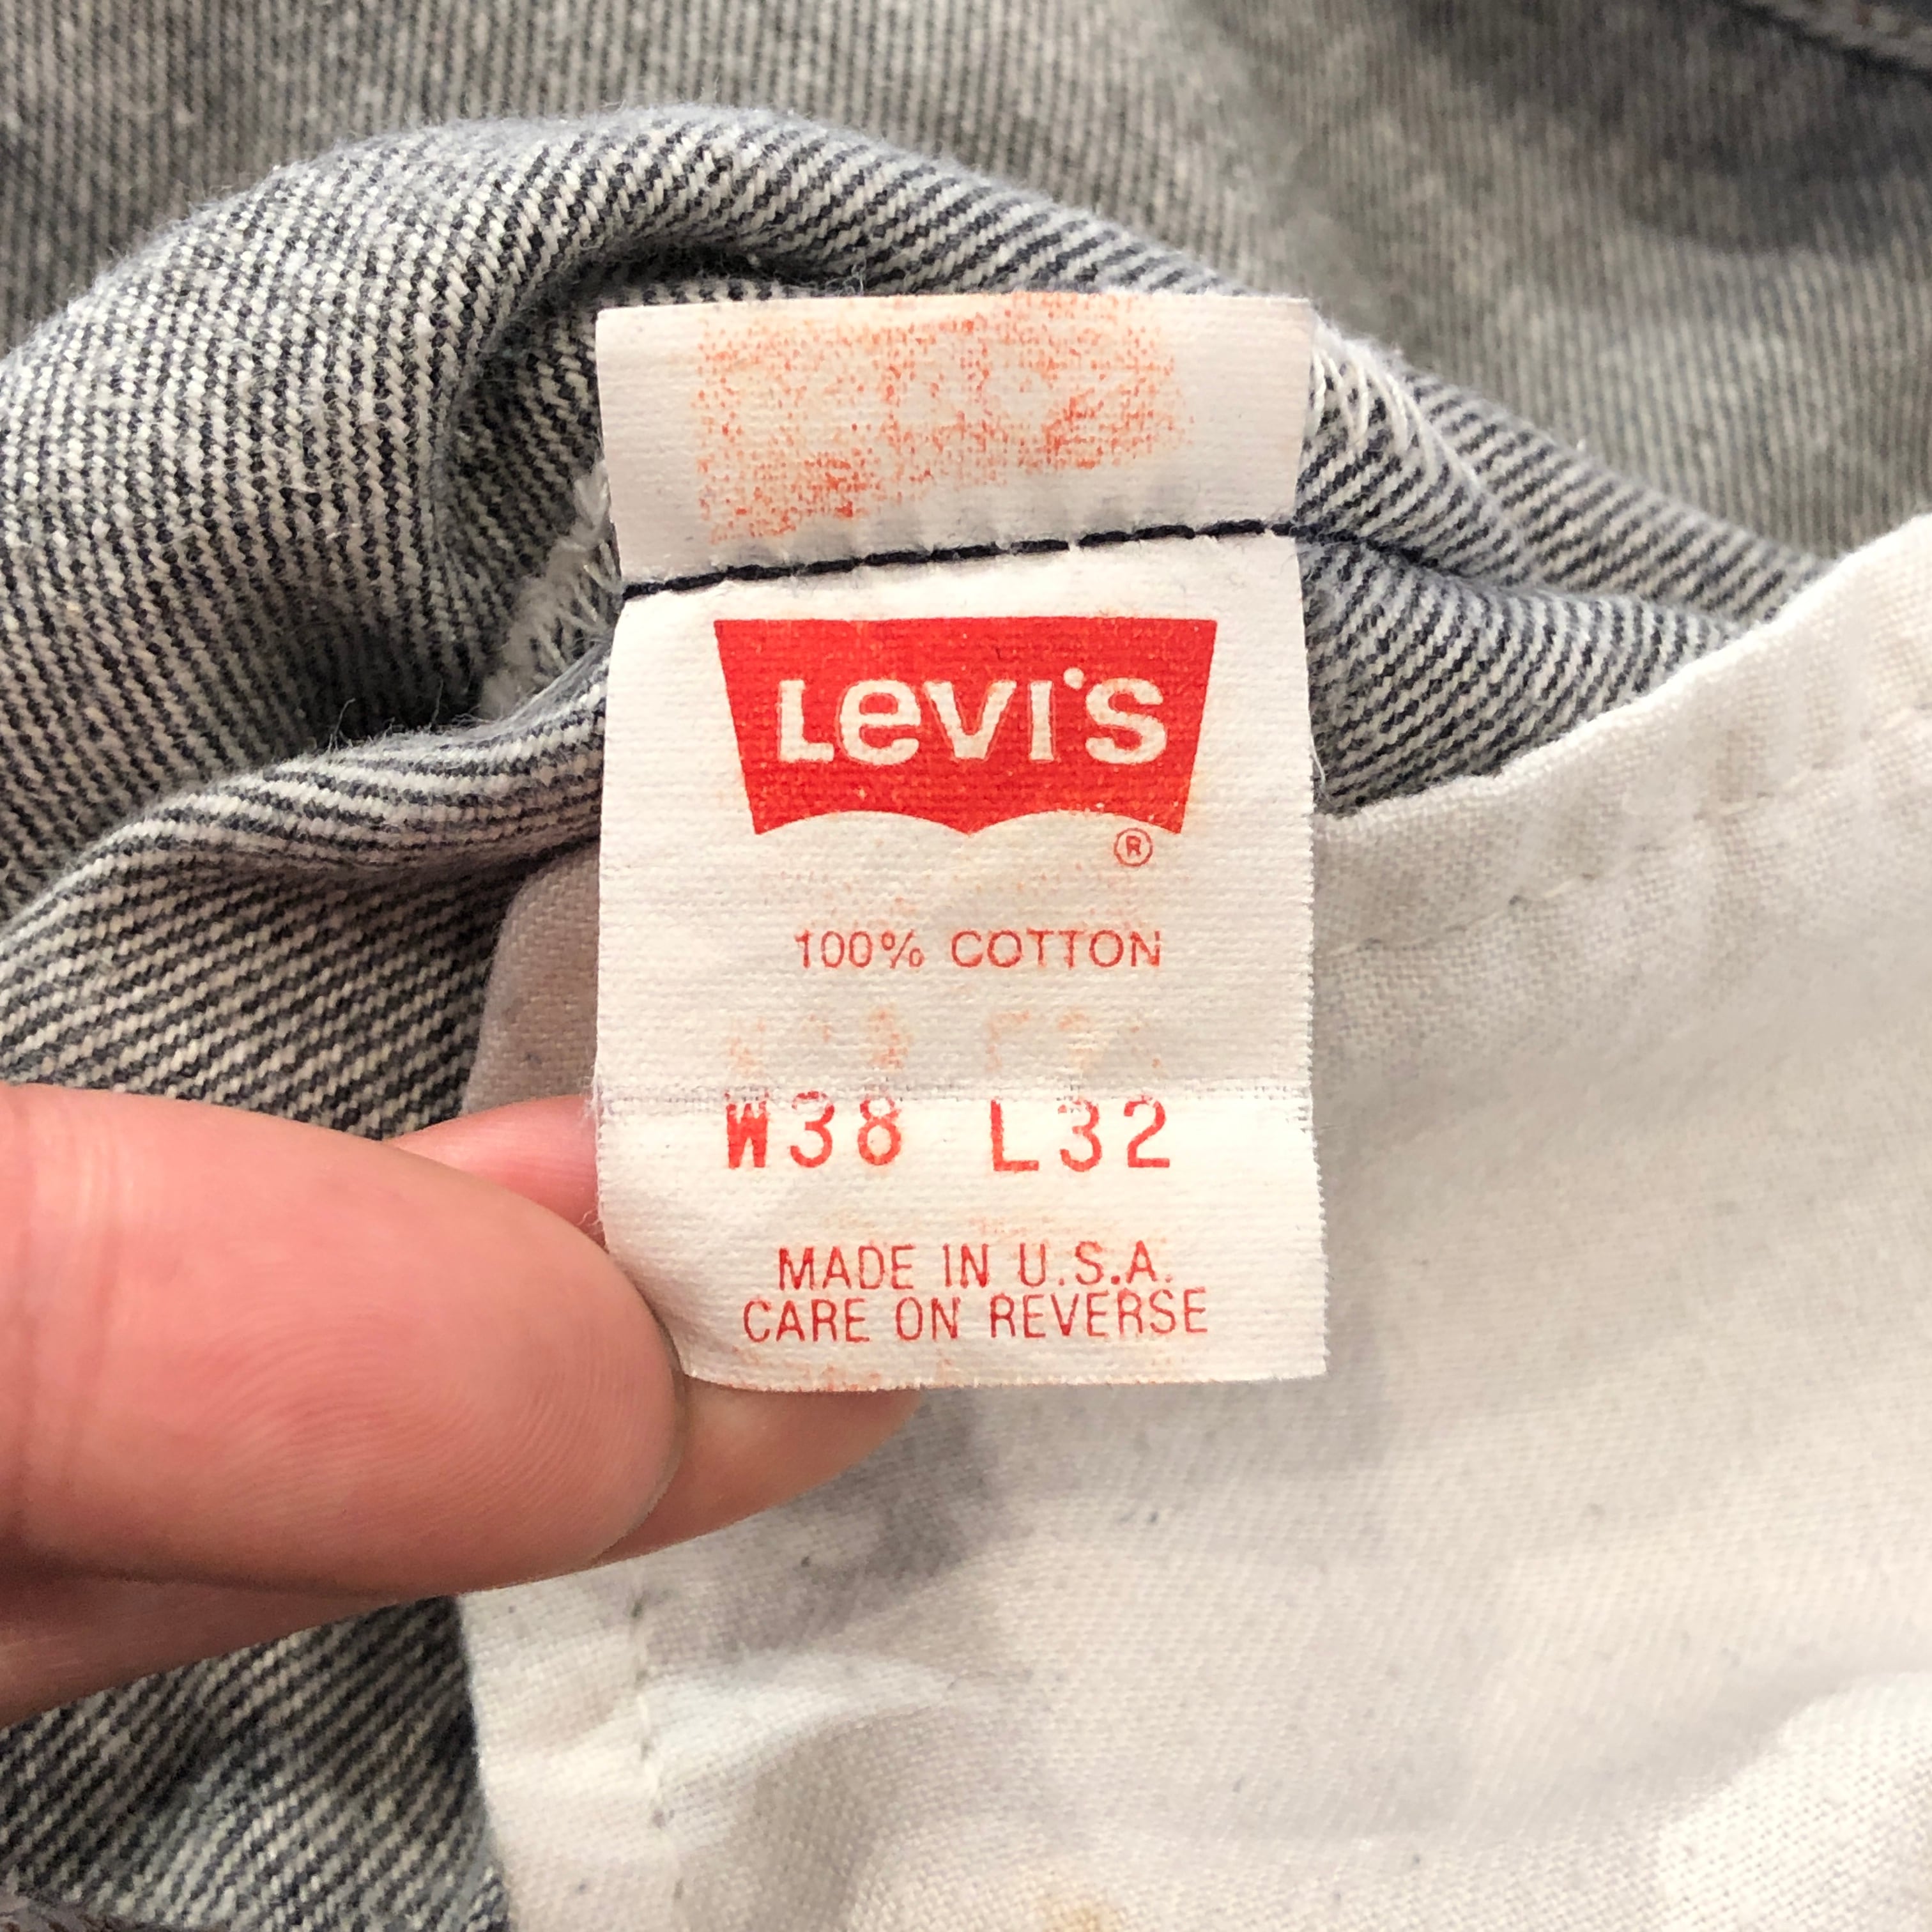 Levi's
®
100% COTTON
W38 L32
MADE IN U.S.A.
CARE ON REVERSE